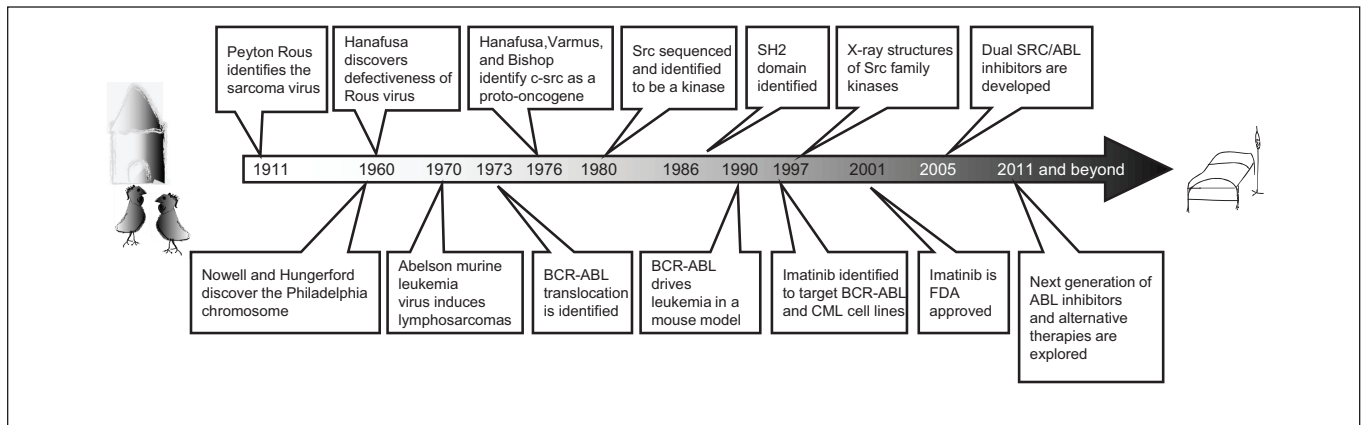 Peyton Rous
identifies the
sarcoma virus
Hanafusa
discovers
defectiveness of
Rous virus
Hanafusa,Varmus,
and Bishop
identify c-src as a
proto-oncogene
Src sequenced
and identified
to be a kinase
SH2
domain
identified
X-ray structures
of Src family
kinases
Dual SRC/ABL
inhibitors are
developed
1911 1960 1970 1973 1976 1980 1986 1990 1997 2001 2005 2011 and beyond
Nowell and Hungerford
discover the Philadelphia
chromosome
Abelson murine
leukemia
virus induces
lymphosarcomas
BCR-ABL
translocation
is identified
BCR-ABL
drives
leukemia in a
mouse model
Imatinib identified
to target BCR-ABL
and CML cell lines
Imatinib is
FDA
approved
Next generation of
ABL inhibitors
and alternative
therapies are
explored